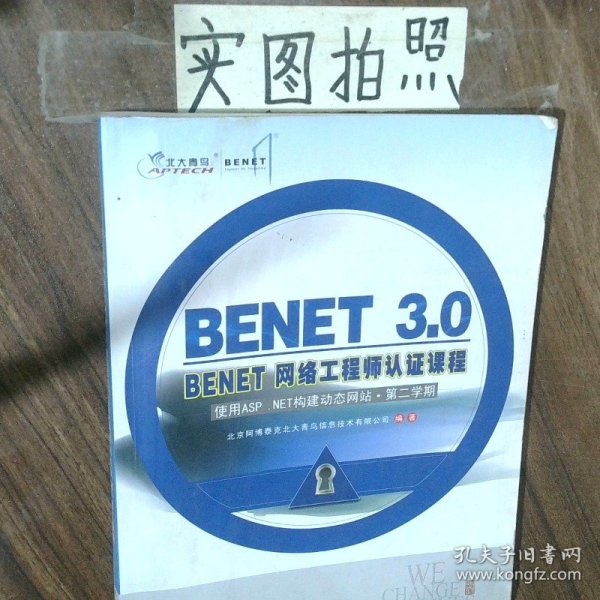 实图拍照
北大青鸟
APTECH
BENET
BENET 3.0
BENET 网络工程师认证课程
使用ASP .NET构建动态网站·第二学期
北京阿博泰克北大青鸟信息技术有限公司 编著
WE
CHANGE
孔夫子旧书网
www.kongfz.com